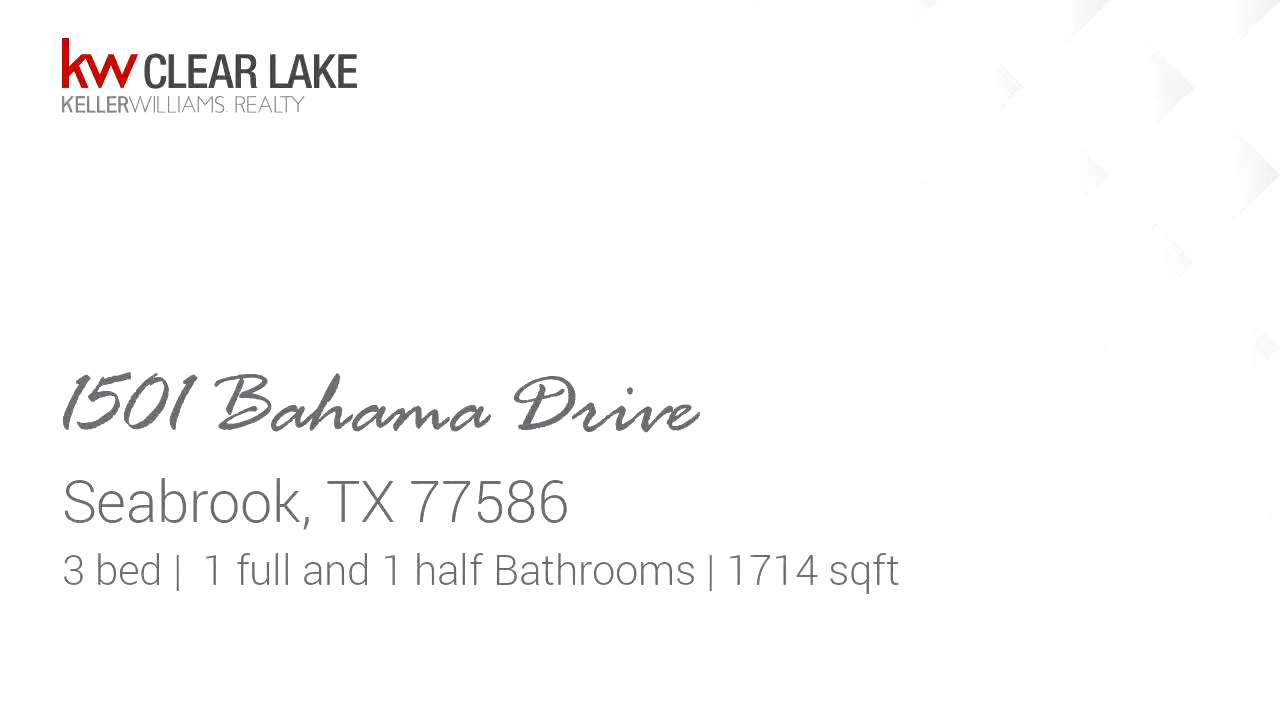 kw CLEAR LAKE
KELLERWILLIAMS. REALTY
1501 Bahama Drive
Seabrook, TX 77586
3 bed | 1 full and 1 half Bathrooms | 1714 sqft